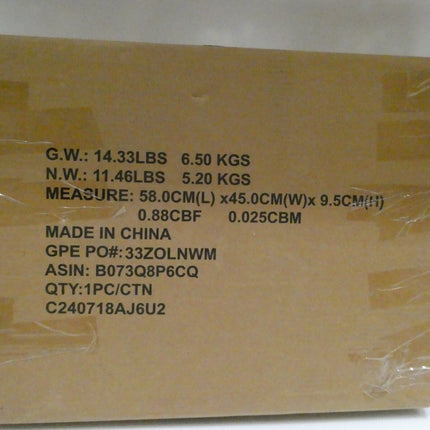 G.W.: 14.33LBS 6.50 KGS
N.W.: 11.46LBS 5.20 KGS
MEASURE: 58.0CM(L) x45.0CM(W)x 9.5CM(H)
0.88CBF 0.025CBM
MADE IN CHINA
GPE PO#:33ZOLNWM
ASIN: B073Q8P6CQ
QTY:1PC/CTN
C240718AJ6U2